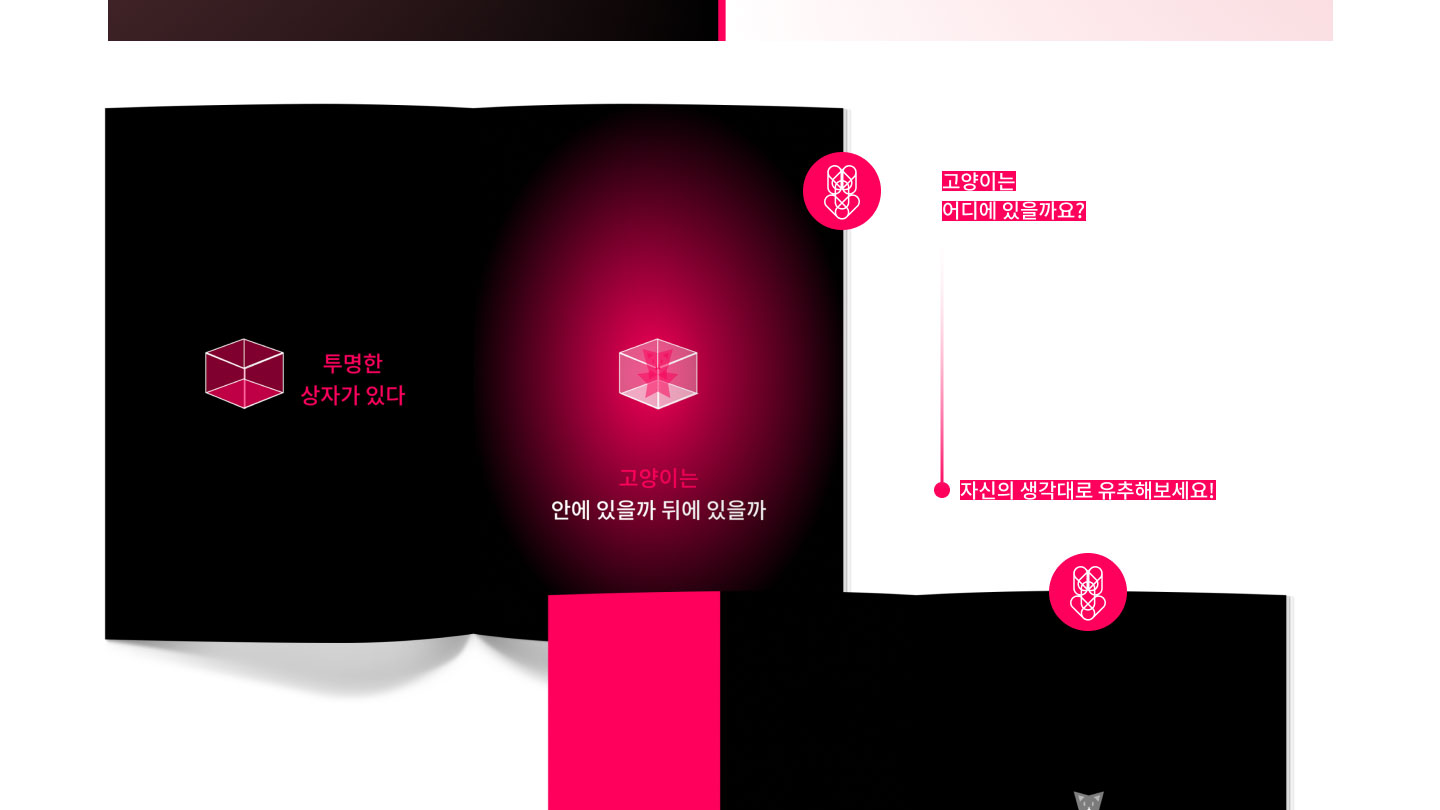 투명한
상자가 있다
고양이는
안에 있을까 뒤에 있을까
고양이는
어디에 있을까요?
자신의 생각대로 유추해보세요!